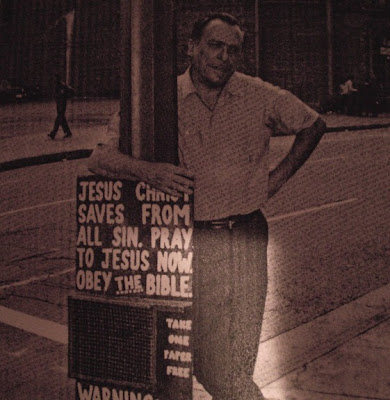 JESUS CHRIST
SAVES FROM
ALL SIN. PRAY
TO JESUS NOW.
OBEY THE BIBLE.
TAKE
ONE
PAPER
FREE
WARNING